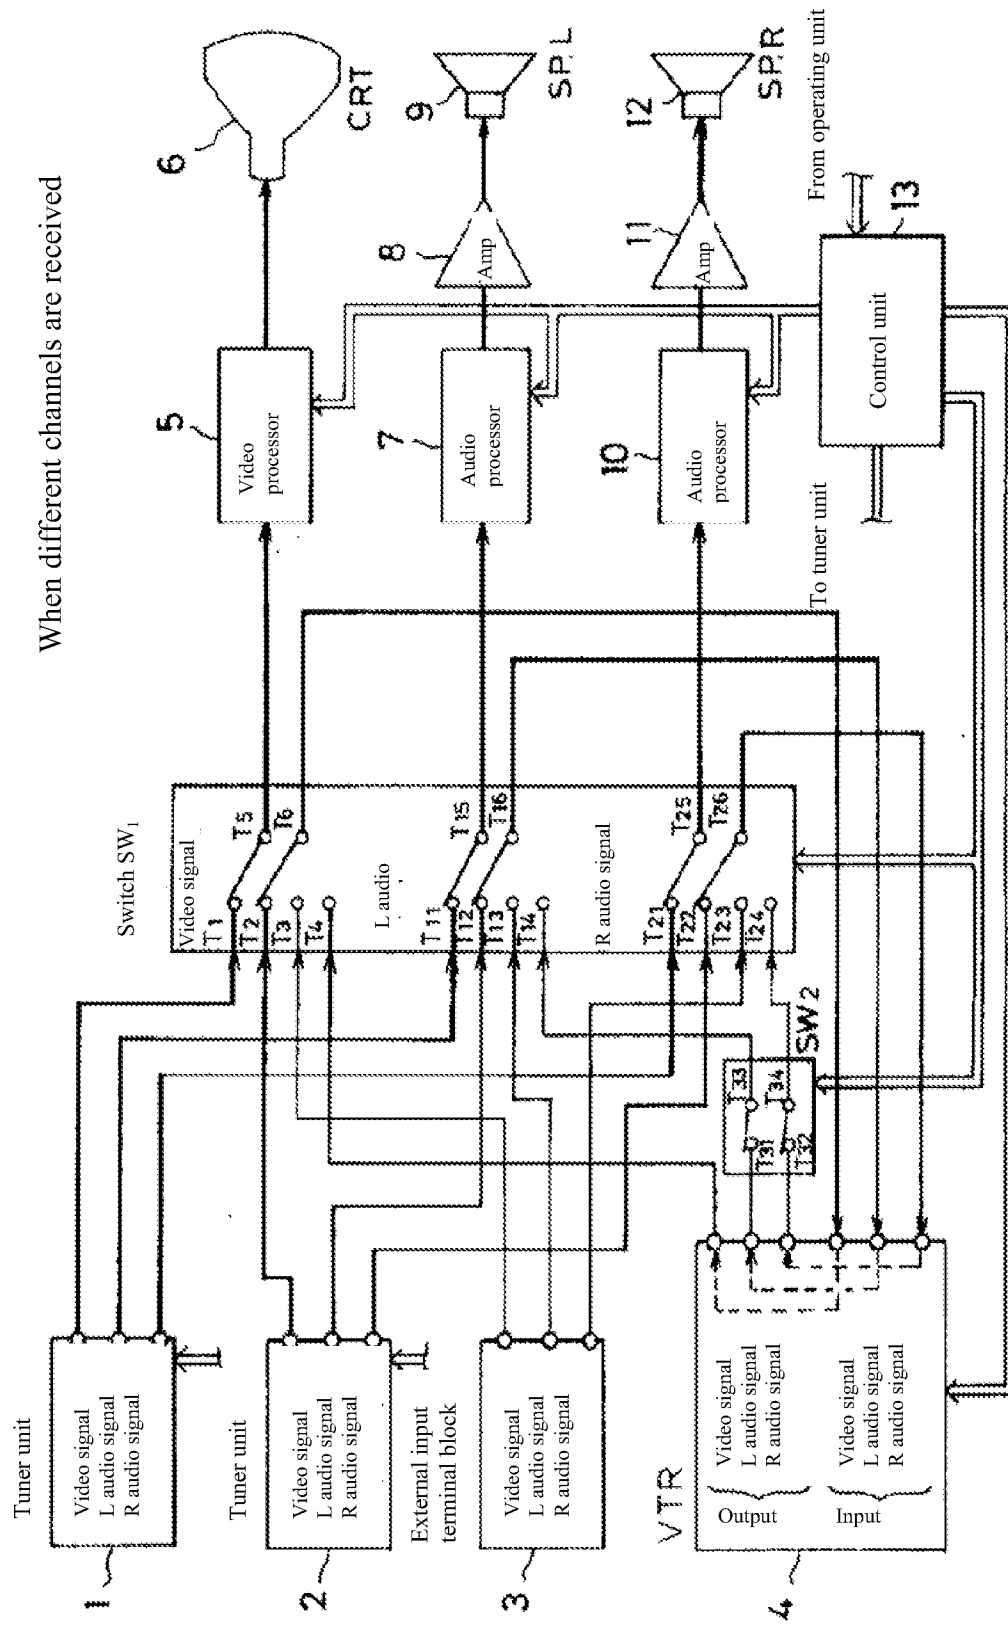 When different channels are received
Tuner unit
Video signal
L audio signal
R audio signal
1
Tuner unit
Video signal
L audio signal
R audio signal
2
External input
terminal block
Video signal
L audio signal
R audio signal
3
VTR
Output
Video signal
L audio signal
R audio signal
Input
Video signal
L audio signal
R audio signal
4
Switch SW1
Video signal
T1
T2
T3
T4
T5
T6
L audio
T11
T12
T13
T14
T15
T16
R audio signal
T21
T22
T23
T24
T25
T26
SW2
T31
T32
T33
T34
5
Video
processor
6
CRT
7
Audio
processor
8
Amp
9
SP.L
10
Audio
processor
11
Amp
12
SP.R
To tuner unit
Control unit
13
From operating unit